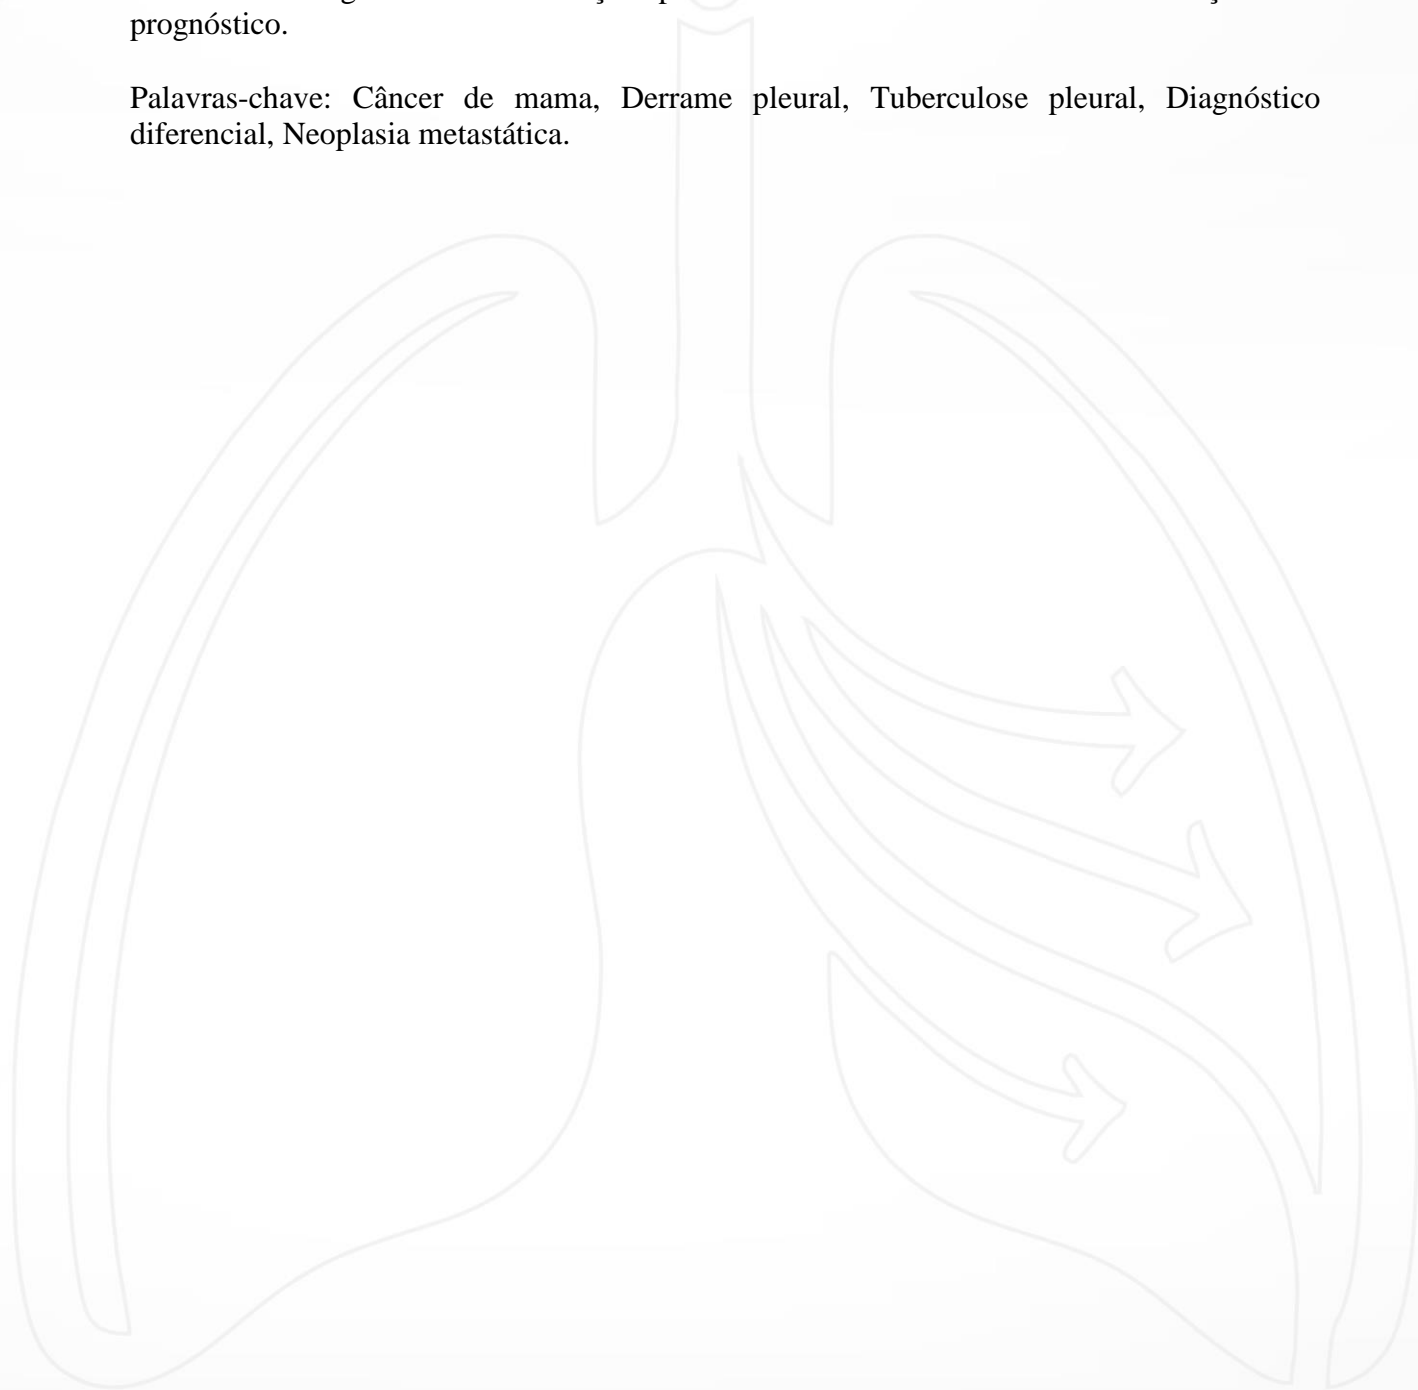 prognóstico.
Palavras-chave: Câncer de mama, Derrame pleural, Tuberculose pleural, Diagnóstico
diferencial, Neoplasia metastática.